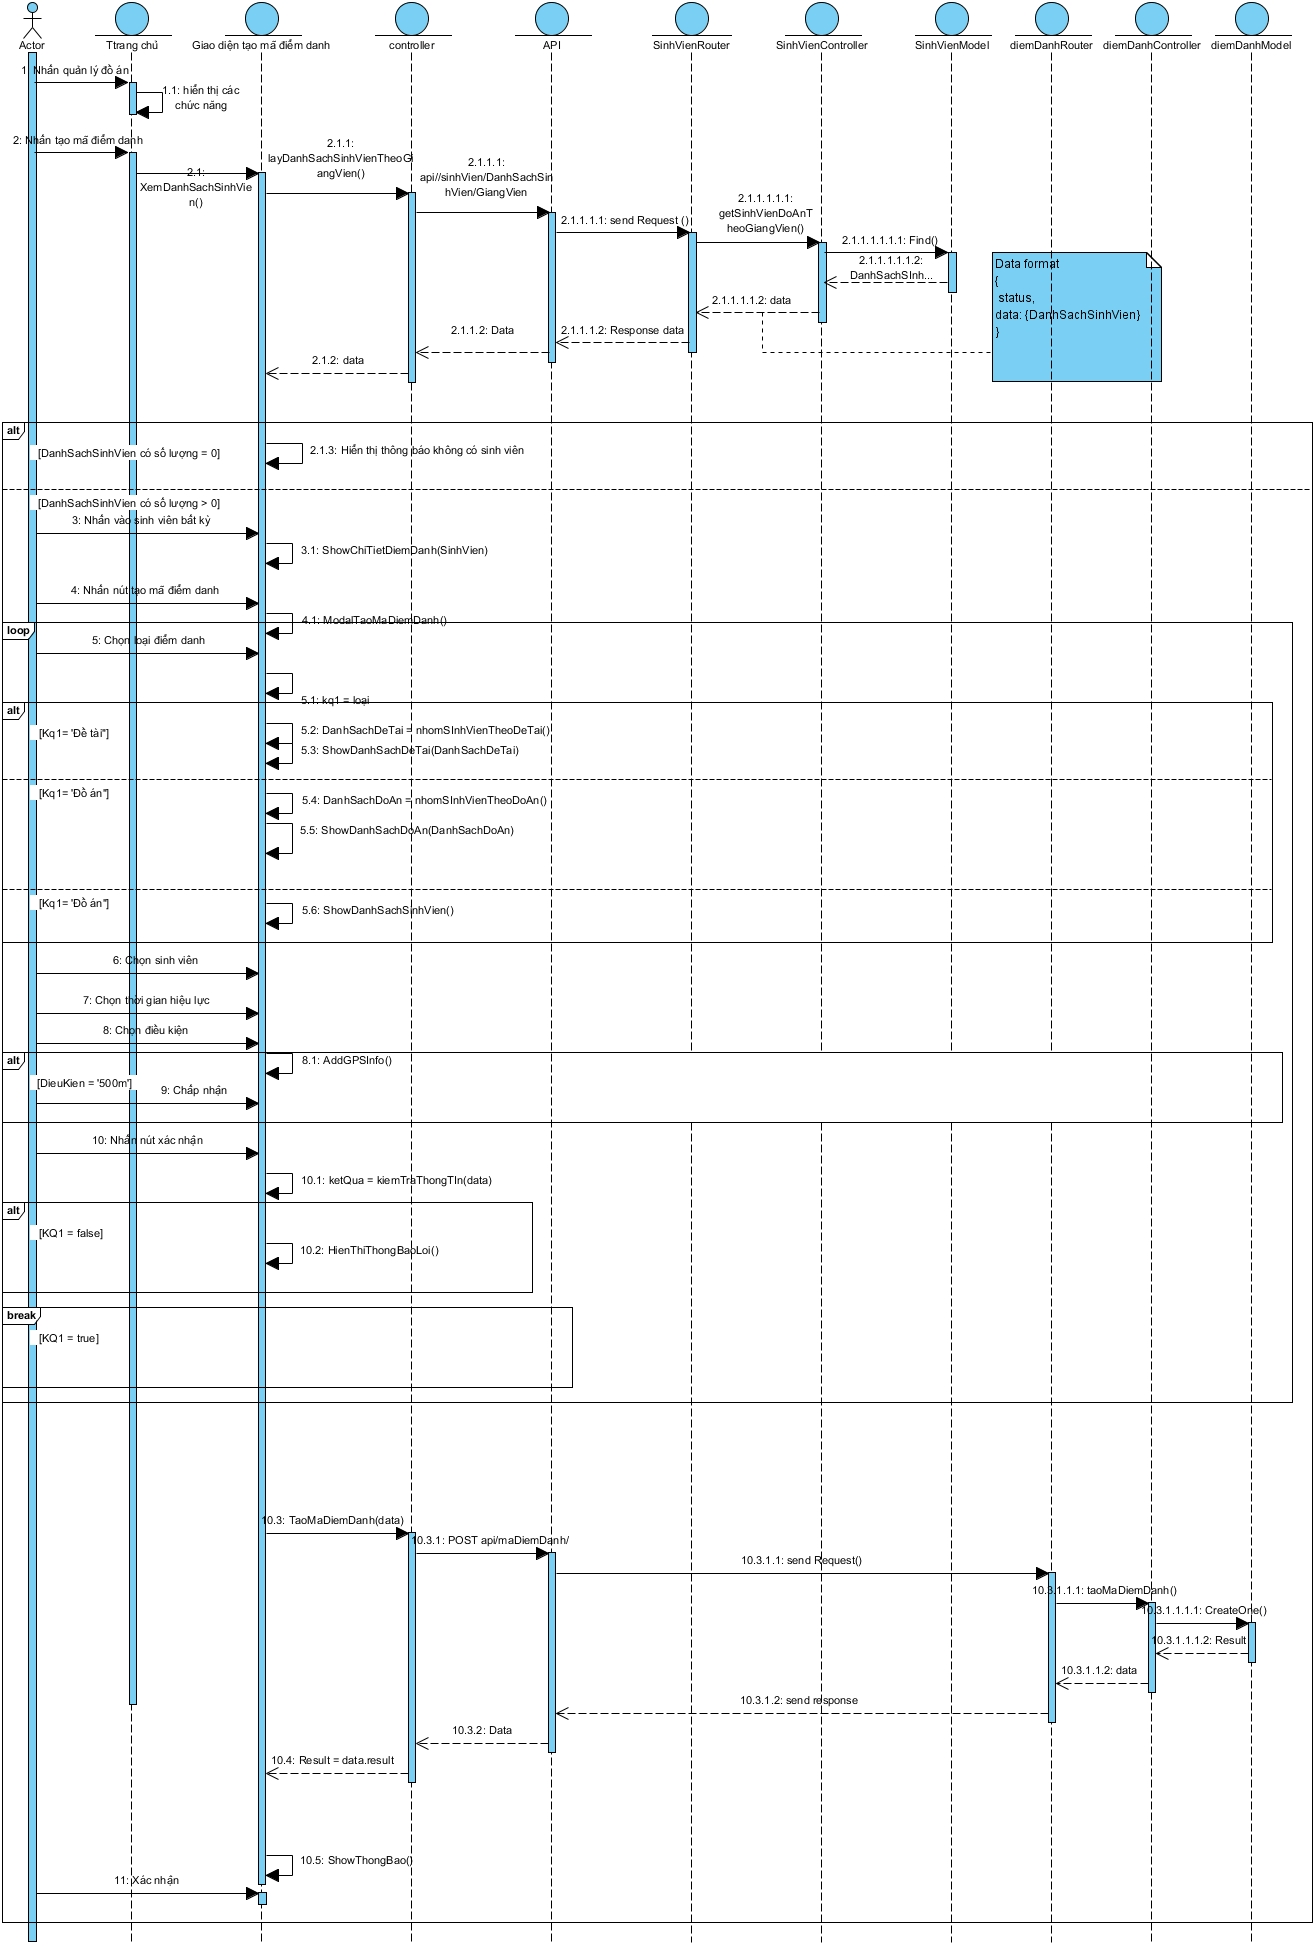 Actor
Ttrang chủ
Giao diện tạo mã điểm danh
controller
API
SinhVienRouter
SinhVienController
SinhVienModel
diemDanhRouter
diemDanhController
diemDanhModel
1: Nhấn quản lý đồ án
1.1: hiển thị các
chức năng
2: Nhấn tạo mã điểm danh
2.1:
XemDanhSachSinhVie
n()
2.1.1:
layDanhSachSinhVienTheoGi
angVien()
2.1.1.1:
api//sinhVien/DanhSachSin
hVien/GiangVien
2.1.1.1.1: send Request ()
2.1.1.1.1.1:
getSinhVienDoAnT
heoGiangVien()
2.1.1.1.1.1.1: Find()
2.1.1.1.1.1.2:
DanhSachSInh...
2.1.1.1.1.2: data
2.1.1.1.2: Response data
2.1.1.2: Data
2.1.2: data
Data format
{
status,
data: {DanhSachSinhVien}
}
alt
[DanhSachSinhVien có số lượng = 0]
2.1.3: Hiển thị thông báo không có sinh viên
[DanhSachSinhVien có số lượng > 0]
3: Nhấn vào sinh viên bất kỳ
3.1: ShowChiTietDiemDanh(SinhVien)
4: Nhấn nút tạo mã điểm danh
4.1: ModalTaoMaDiemDanh()
loop
5: Chọn loại điểm danh
5.1: kq1 = loại
alt
[Kq1= 'Đề tài"]
5.2: DanhSachDeTai = nhomSInhVienTheoDeTai()
5.3: ShowDanhSachDeTai(DanhSachDeTai)
[Kq1= 'Đồ án"]
5.4: DanhSachDoAn = nhomSInhVienTheoDoAn()
5.5: ShowDanhSachDoAn(DanhSachDoAn)
[Kq1= 'Đồ án"]
5.6: ShowDanhSachSinhVien()
6: Chọn sinh viên
7: Chọn thời gian hiệu lực
8: Chọn điều kiện
alt
8.1: AddGPSInfo()
[DieuKien = '500m']
9: Chấp nhận
10: Nhấn nút xác nhận
10.1: ketQua = kiemTraThongTIn(data)
alt
[KQ1 = false]
10.2: HienThiThongBaoLoi()
break
[KQ1 = true]
10.3: TaoMaDiemDanh(data)
10.3.1: POST api/maDiemDanh/
10.3.1.1: send Request()
10.3.1.1.1: taoMaDiemDanh()
10.3.1.1.1.1: CreateOne()
10.3.1.1.1.2: Result
10.3.1.1.2: data
10.3.1.2: send response
10.3.2: Data
10.4: Result = data.result
10.5: ShowThongBao()
11: Xác nhận